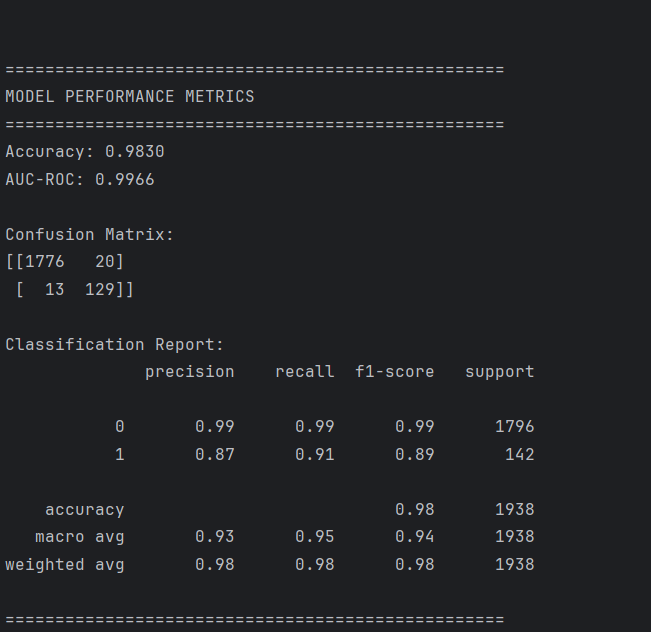 ==================================================
MODEL PERFORMANCE METRICS
==================================================
Accuracy: 0.9830
AUC-ROC: 0.9966

Confusion Matrix:
[[1776   20]
 [  13  129]]

Classification Report:
              precision    recall  f1-score   support

           0       0.99      0.99      0.99      1796
           1       0.87      0.91      0.89       142

    accuracy                           0.98      1938
   macro avg       0.93      0.95      0.94      1938
weighted avg       0.98      0.98      0.98      1938

==================================================